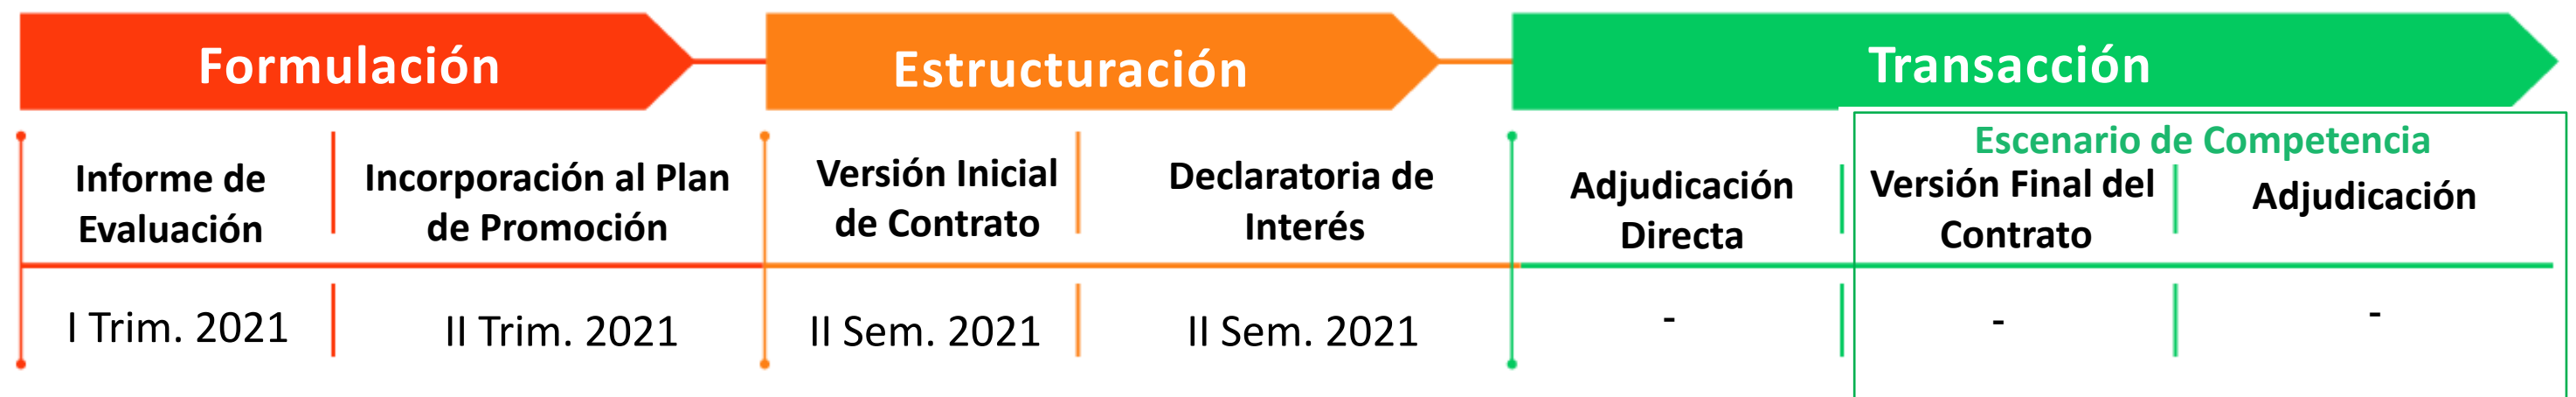 Formulación
Estructuración
Transacción
Escenario de Competencia
Informe de
Evaluación
Incorporación al Plan
de Promoción
Versión Inicial
de Contrato
Declaratoria de
Interés
Adjudicación
Directa
Versión Final del
Contrato
Adjudicación
I Trim. 2021
II Trim. 2021
II Sem. 2021
II Sem. 2021
-
-
-